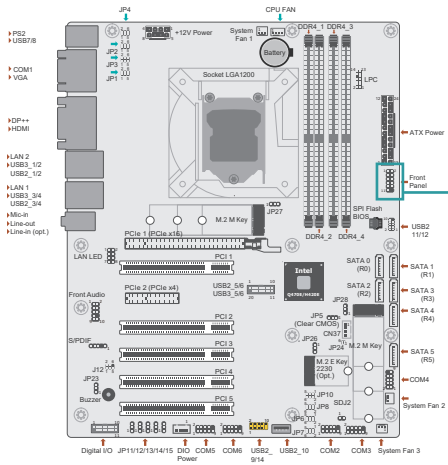 JP4
CPU FAN
PS2
USB7/8
+12V Power
System
Fan 1
DDR4_1
DDR4_3
JP2
JP3
JP1
Battery
Socket LGA1200
LPC
COM1
VGA
DP++
HDMI
ATX Power
LAN 2
USB3_1/2
USB2_1/2
LAN 1
USB3_3/4
USB2_3/4
Front
Panel
Mic-in
Line-out
Line-in (opt.)
M.2 M Key
JP27
SPI Flash
BIOS
USB2
11/12
DDR4_2
DDR4_4
PCIe 1 (PCIe x16)
LAN LED
PCI 1
SATA 0
(R0)
SATA 1
(R1)
Intel
Q470E/H420E
PCIe 2 (PCIe x4)
USB2_5/6
USB3_5/6
SATA 2
(R2)
SATA 3
(R3)
Front Audio
JP28
SATA 4
(R4)
PCI 2
JP5
(Clear CMOS)
CN37
S/PDIF
JP26
JP24
M.2 M Key
PCI 3
SATA 5
(R5)
J12
M.2 E Key
2230
(Opt.)
JP23
PCI 4
COM4
Buzzer
JP10
SDJ2
JP8
System Fan 2
PCI 5
JP6
JP7
Digital I/O
JP11/12/13/14/15
DIO
Power
COM5
COM6
USB2_
9/14
USB2_10
COM2
COM3
System Fan 3